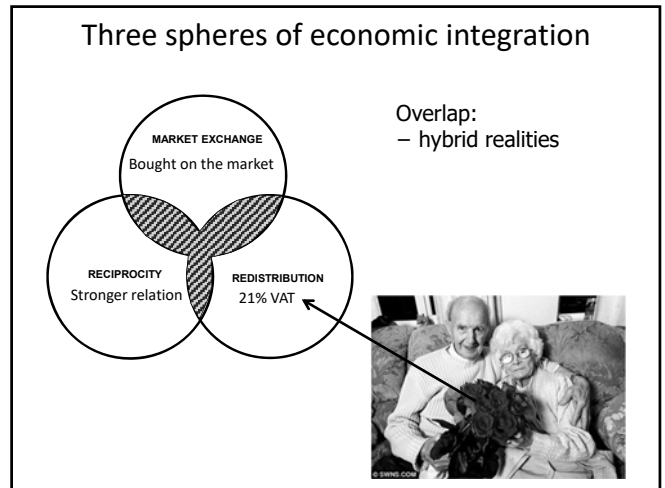 Three spheres of economic integration
MARKET EXCHANGE
Bought on the market
Overlap:
– hybrid realities
RECIPROCITY
Stronger relation
REDISTRIBUTION
21% VAT
© SWNS.COM